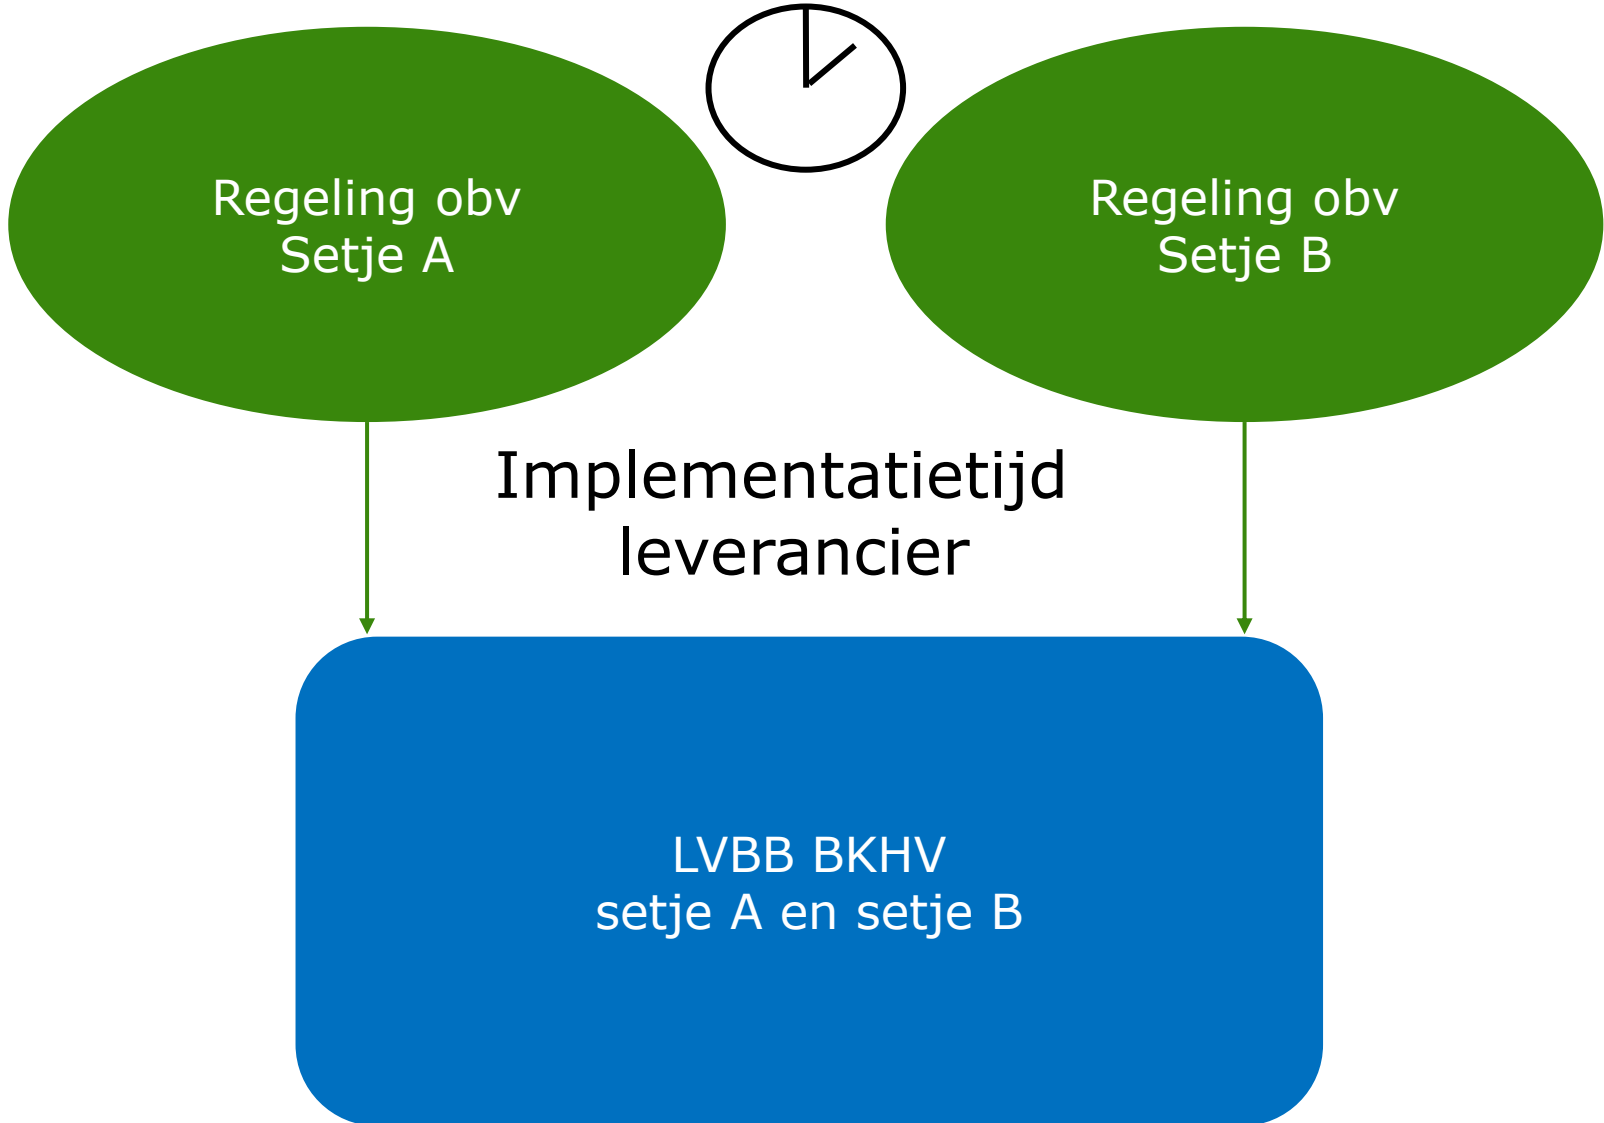 Regeling obv
Setje A
Regeling obv
Setje B
Implementatietijd
leverancier
LVBB BKHV
setje A en setje B